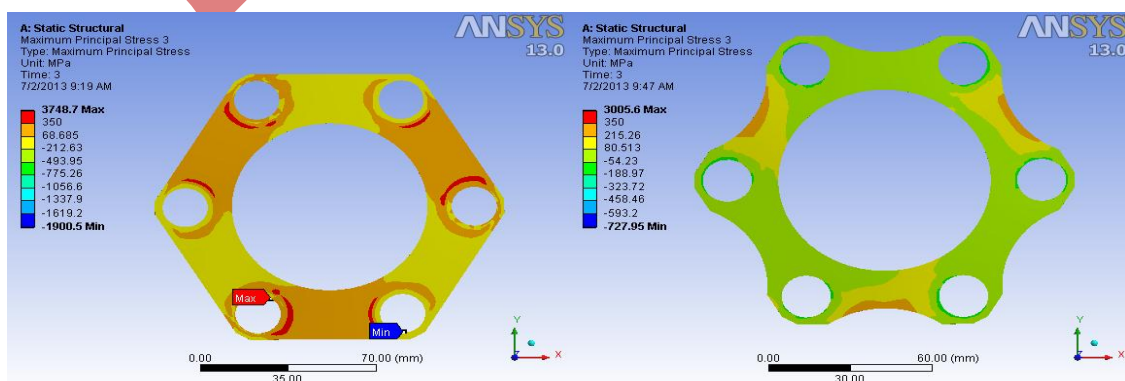 A: Static Structural
Maximum Principal Stress 3
Type: Maximum Principal Stress
Unit: MPa
Time: 3
7/2/2013 9:19 AM
3748.7 Max
350
68.685
-212.63
-493.95
-775.26
-1056.6
-1337.9
-1619.2
-1900.5 Min
ANSYS
13.0
Max
Min
Y
X
0.00
70.00 (mm)
35.00
A: Static Structural
Maximum Principal Stress 3
Type: Maximum Principal Stress
Unit: MPa
Time: 3
7/2/2013 9:47 AM
3005.6 Max
350
215.26
80.513
-54.23
-188.97
-323.72
-458.46
-593.2
-727.95 Min
ANSYS
13.0
Y
X
0.00
60.00 (mm)
30.00